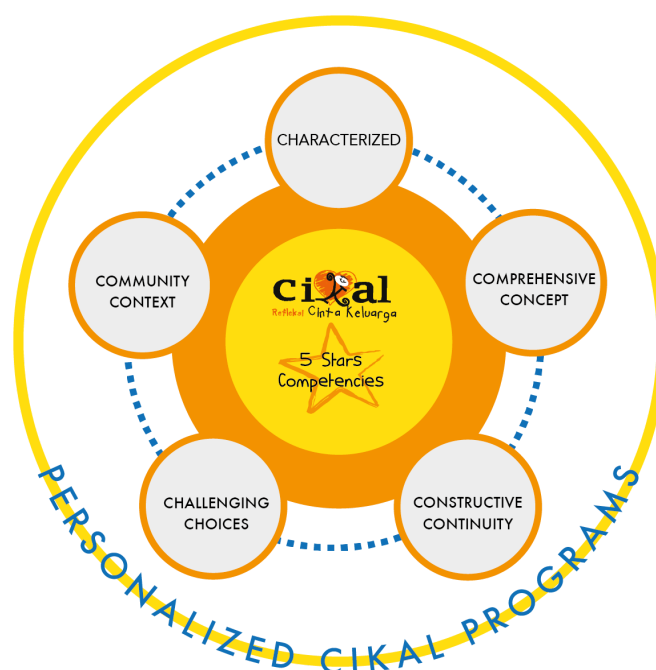 CHARACTERIZED
COMPREHENSIVE
CONCEPT
CONSTRUCTIVE
CONTINUITY
CHALLENGING
CHOICES
COMMUNITY
CONTEXT
cikal
Refleksi Cinta Keluarga
5 Stars
Competencies
PERSONALIZED CIKAL PROGRAMS